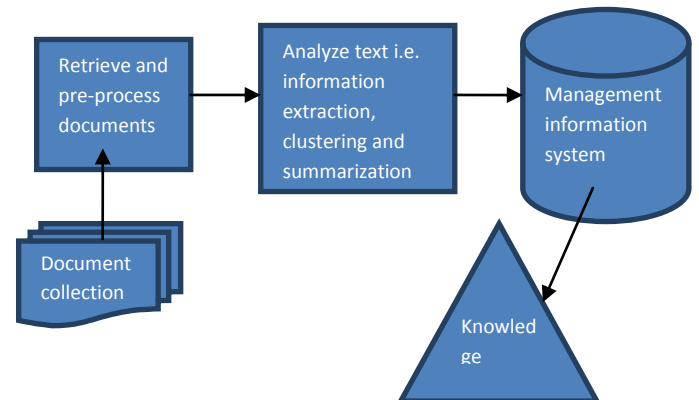 Retrieve and
pre-process
documents
Analyze text i.e.
information
extraction,
clustering and
summarization
Management
information
system
Document
collection
Knowled
ge